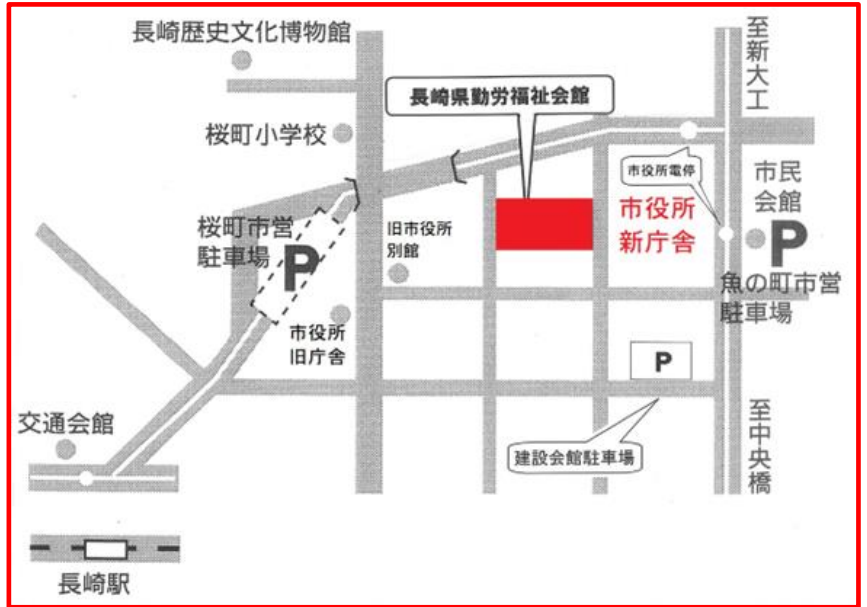 長崎歴史文化博物館
至新大工
長崎県勤労福祉会館
桜町小学校
市役所電停
市民
会館
市役所
新庁舎
P
桜町市営
駐車場
P
旧市役所
別館
魚の町市営
駐車場
市役所
旧庁舎
P
交通会館
建設会館駐車場
至中央橋
長崎駅